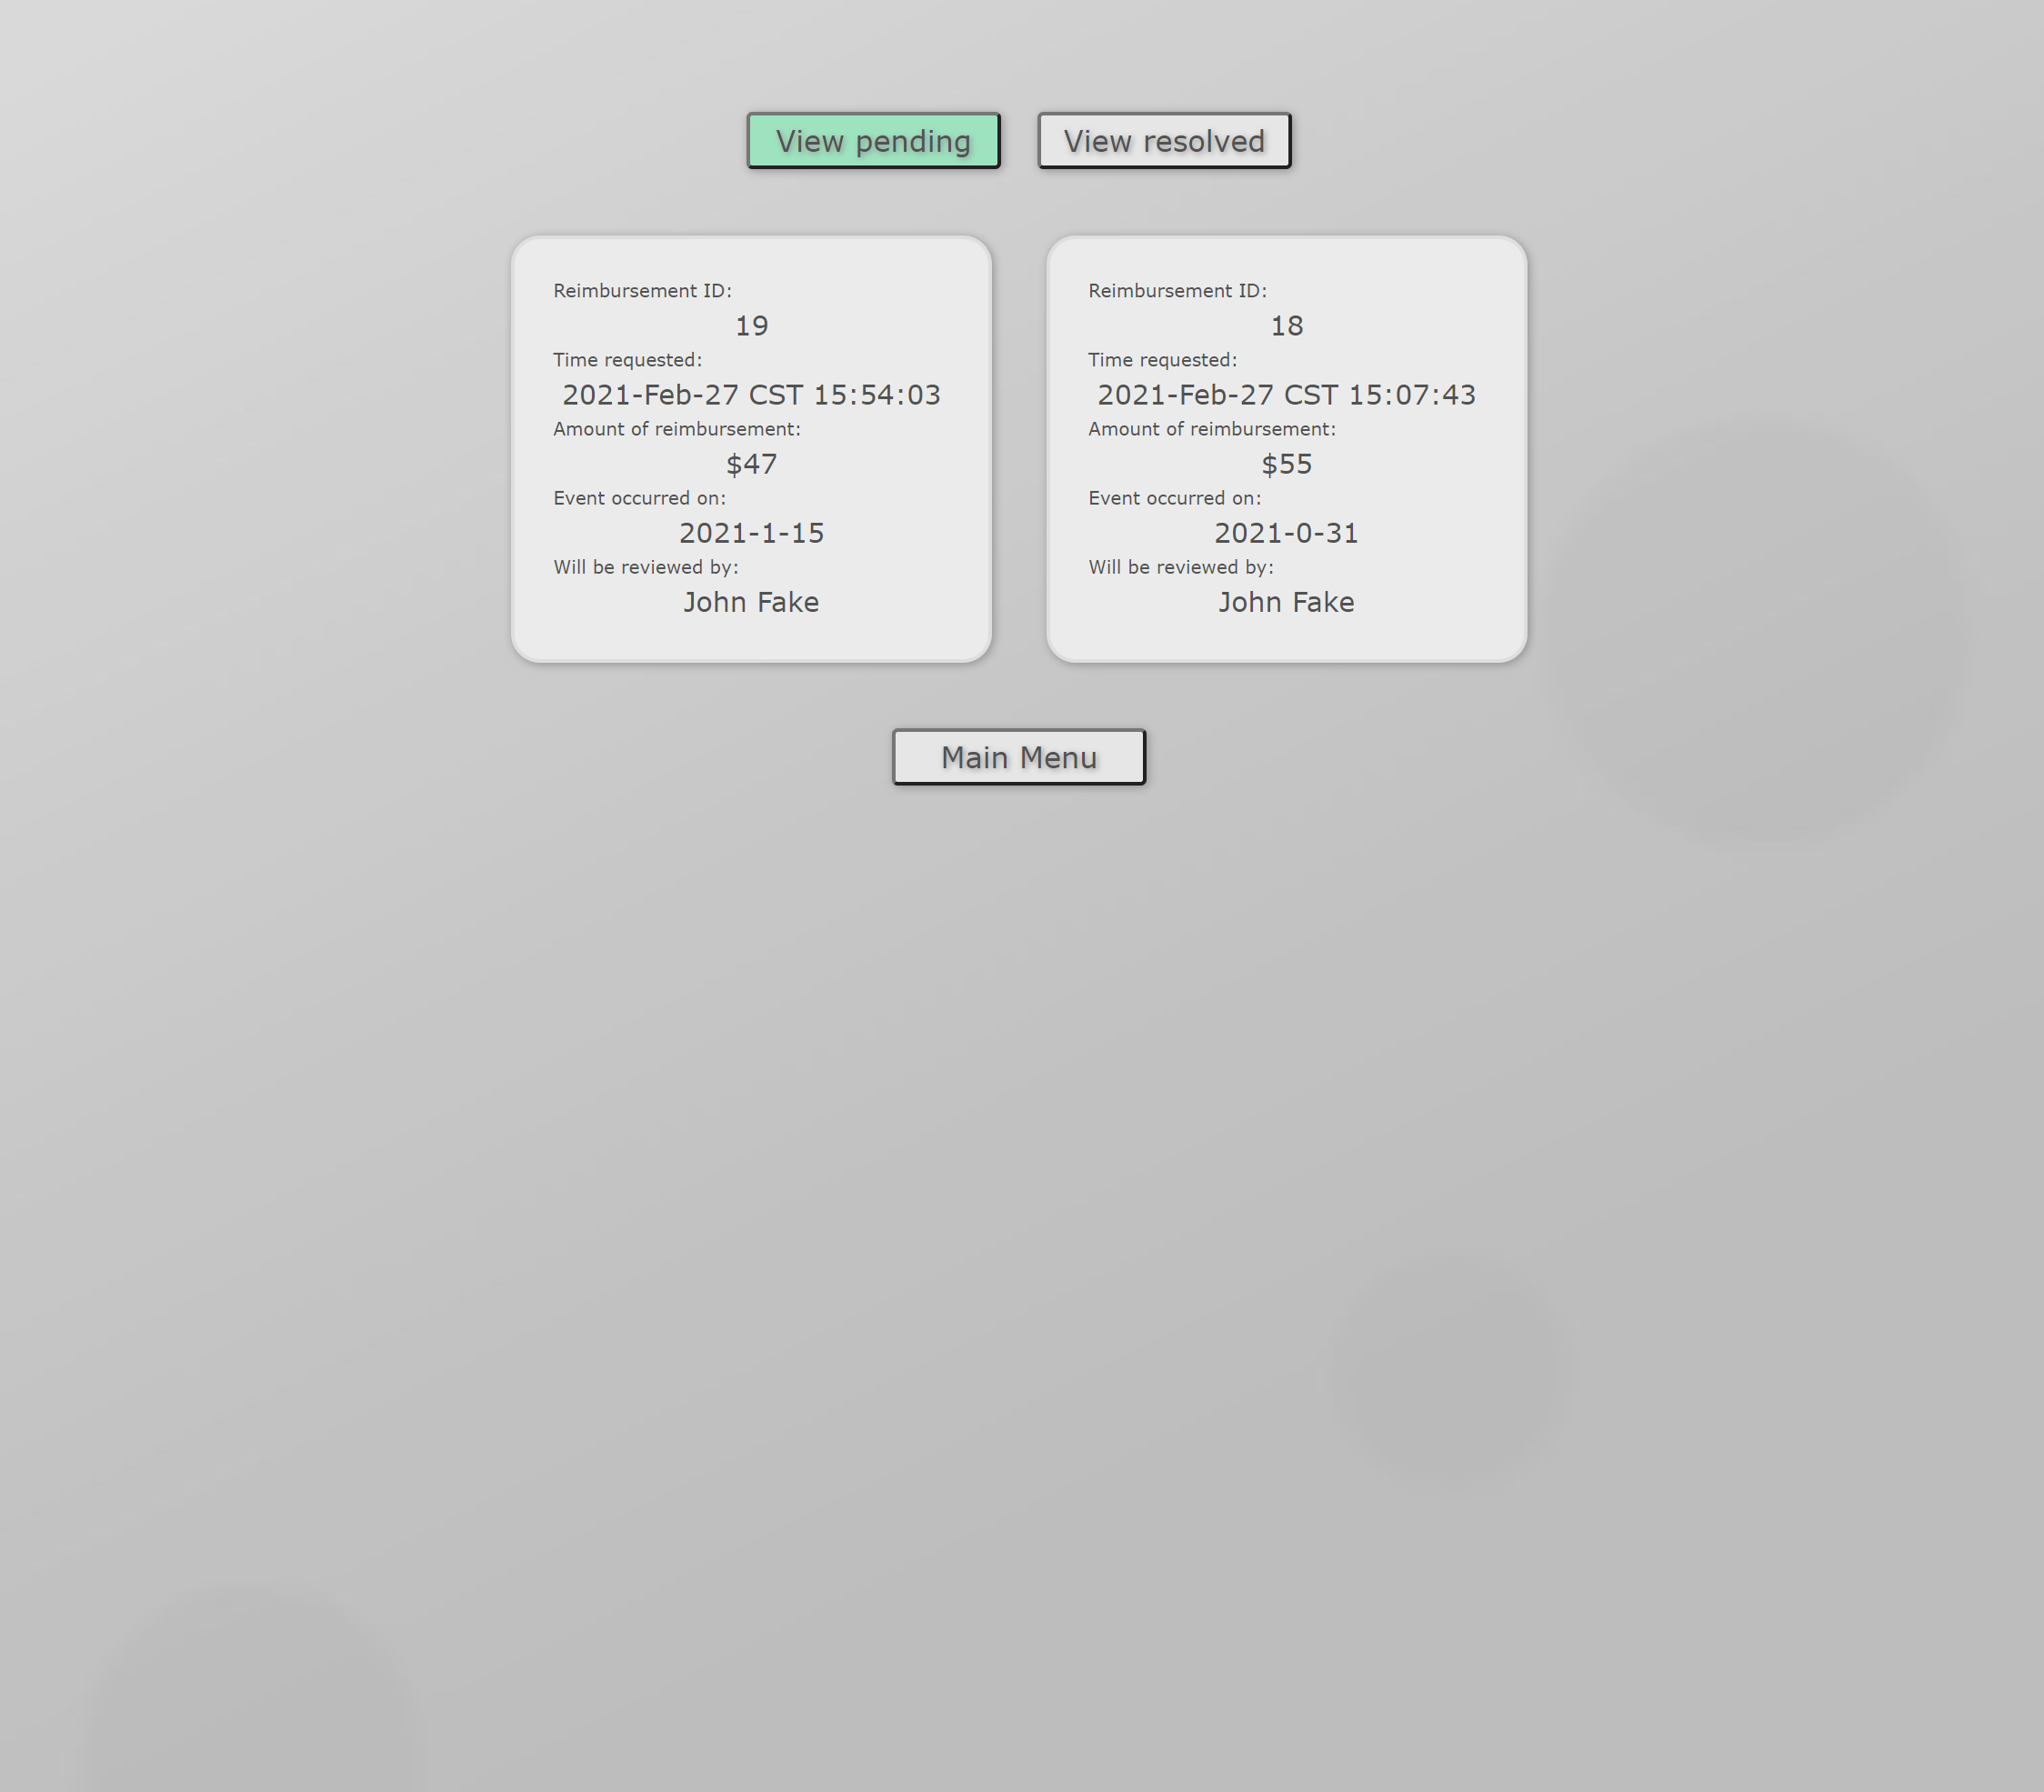 View pending
View resolved
Reimbursement ID:
19
Time requested:
2021-Feb-27 CST 15:54:03
Amount of reimbursement:
$47
Event occurred on:
2021-1-15
Will be reviewed by:
John Fake
Reimbursement ID:
18
Time requested:
2021-Feb-27 CST 15:07:43
Amount of reimbursement:
$55
Event occurred on:
2021-0-31
Will be reviewed by:
John Fake
Main Menu